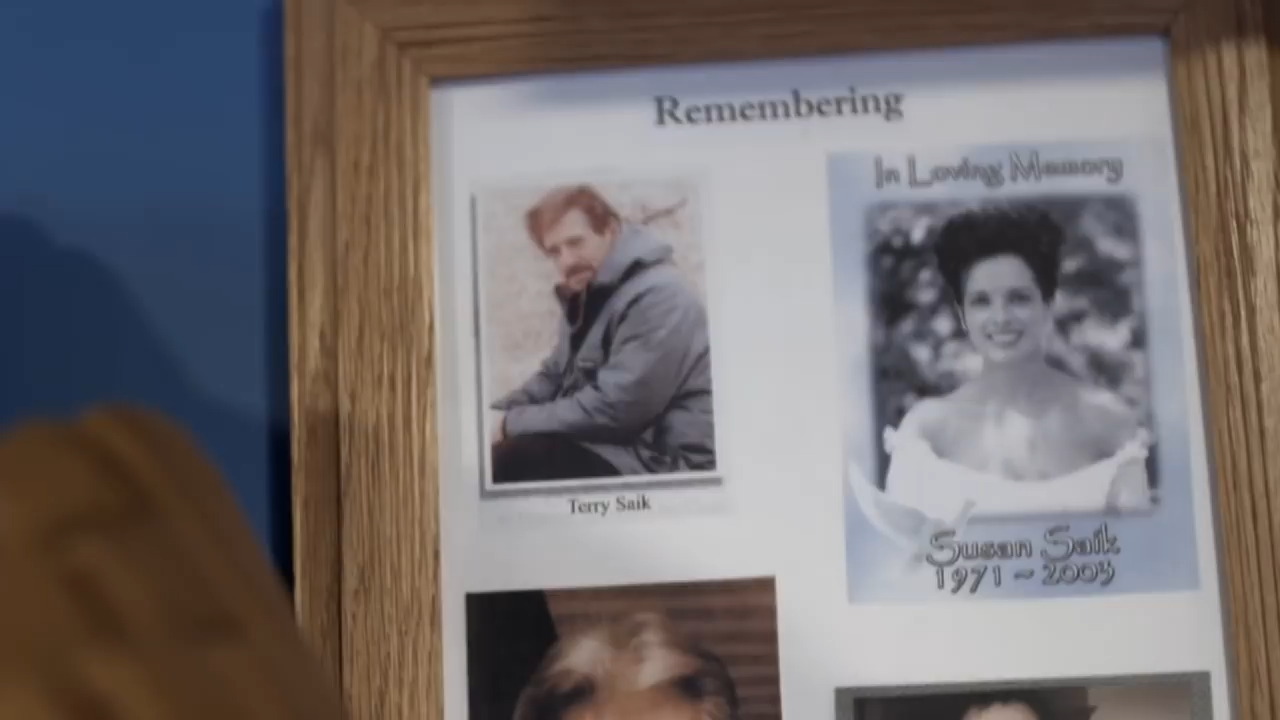 Remembering
In Loving Memory
Terry Saik
Susan Saik
1971 ~ 2003